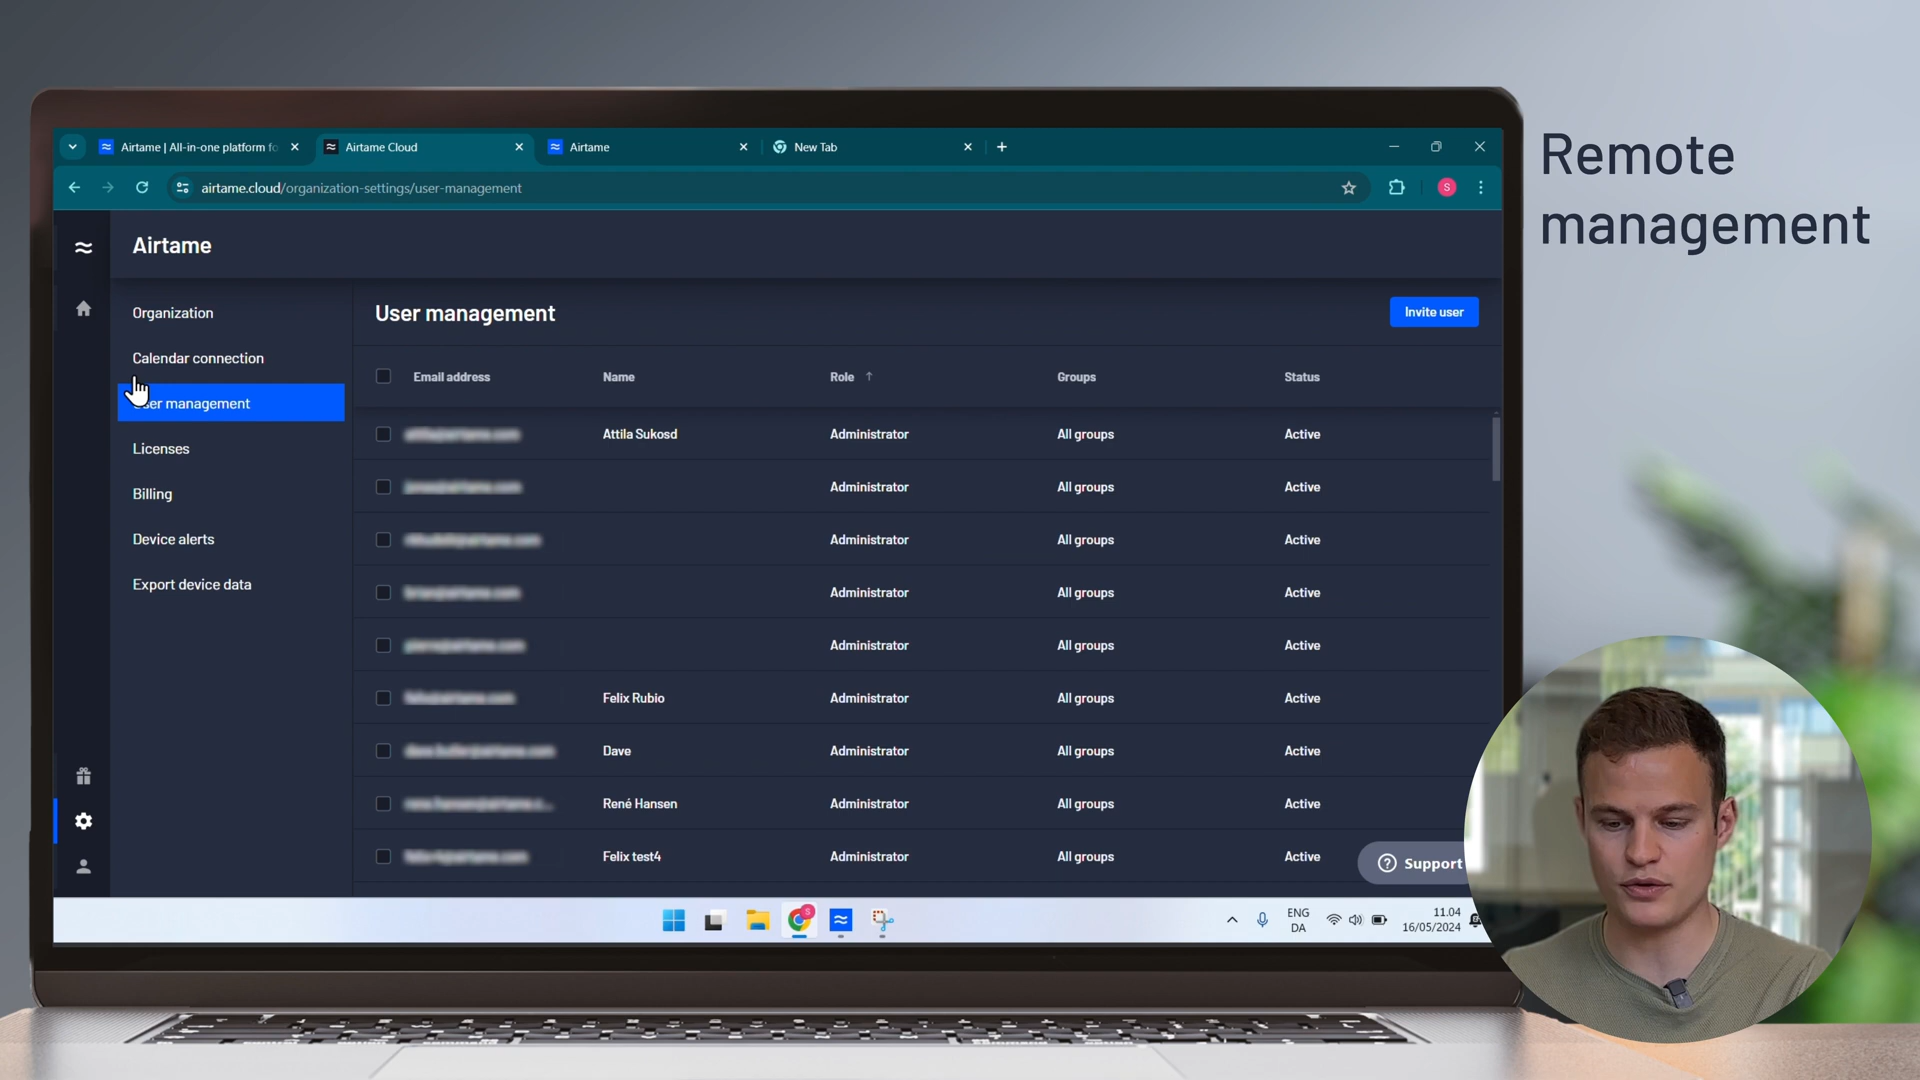 Remote
management
Airtame | All-in-one platform fo
Airtame Cloud
Airtame
New Tab
airtame.cloud/organization-settings/user-management
S
Airtame
Organization
Calendar connection
User management
Licenses
Billing
Device alerts
Export device data
User management
Invite user
Email address Name Role Groups Status
Attila Sukosd Administrator All groups Active
Administrator All groups Active
Administrator All groups Active
Administrator All groups Active
Administrator All groups Active
Felix Rubio Administrator All groups Active
Dave Administrator All groups Active
René Hansen Administrator All groups Active
Felix test4 Administrator All groups Active
Support
ENG
DA
11.04
16/05/2024